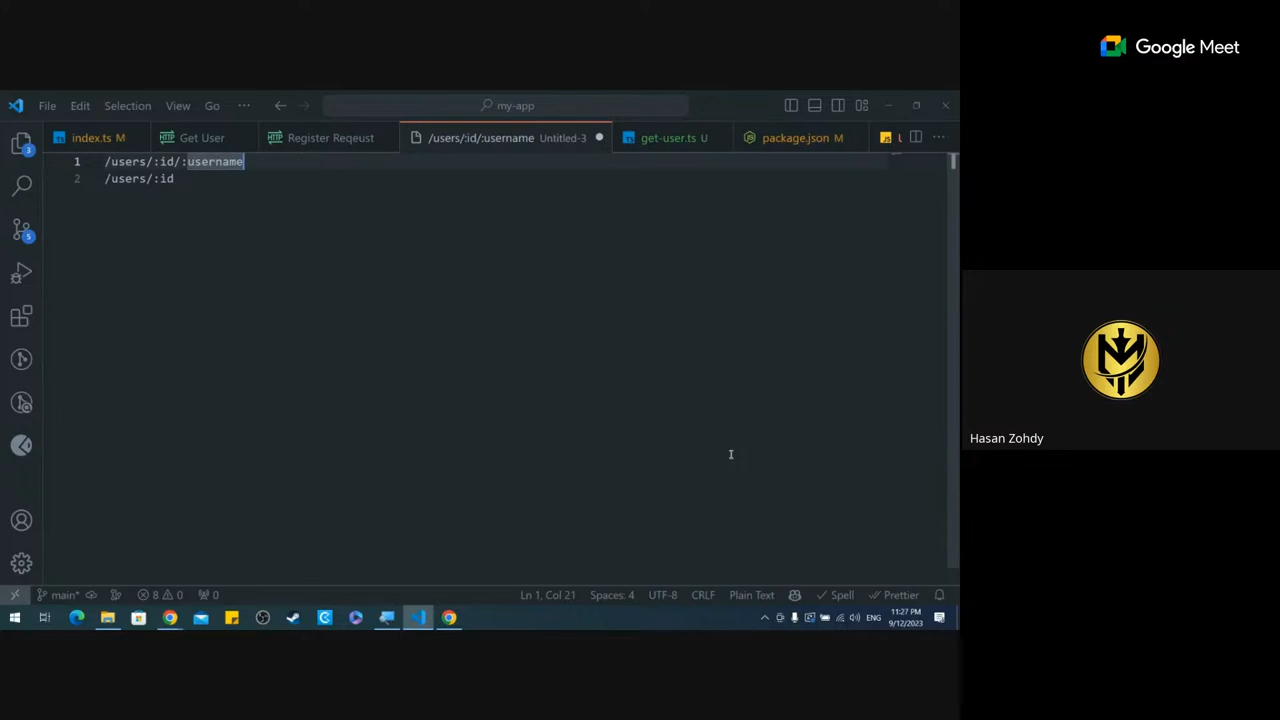 Google Meet
File Edit Selection View Go ··· my-app
index.ts M Get User Register Reqeust /users/:id/:username Untitled-3 get-user.ts U package.json M
3
1 /users/:id/:username
2 /users/:id
5
Hasan Zohdy
main* 8 0 0 Ln 1, Col 21 Spaces: 4 UTF-8 CRLF Plain Text Spell Prettier
ENG 11:27 PM
9/12/2023